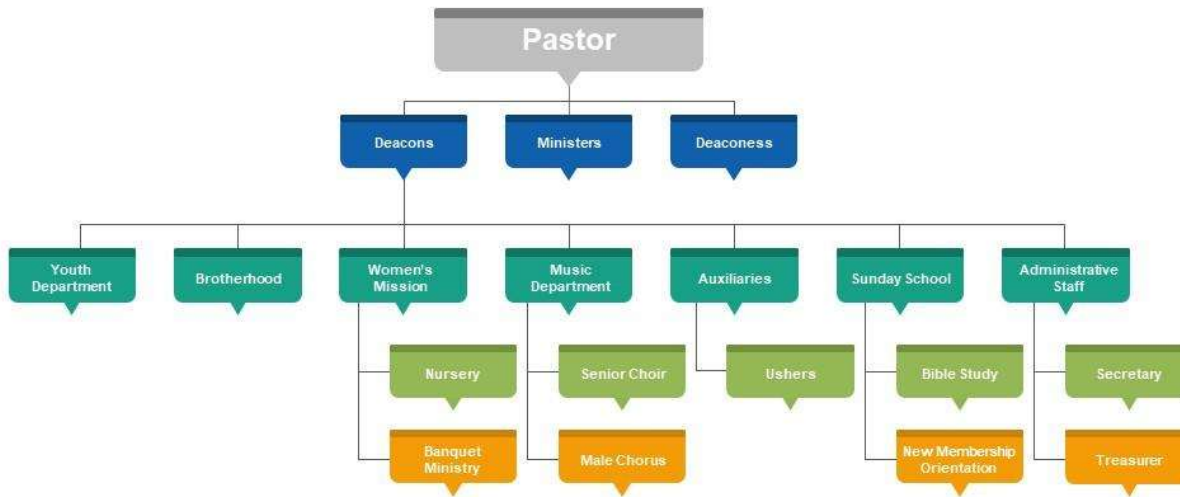 Pastor
Deacons
Ministers
Deaconess
Youth
Department
Brotherhood
Women's
Mission
Music
Department
Auxiliaries
Sunday School
Administrative
Staff
Nursery
Senior Choir
Ushers
Bible Study
Secretary
Banquet
Ministry
Male Chorus
New Membership
Orientation
Treasurer